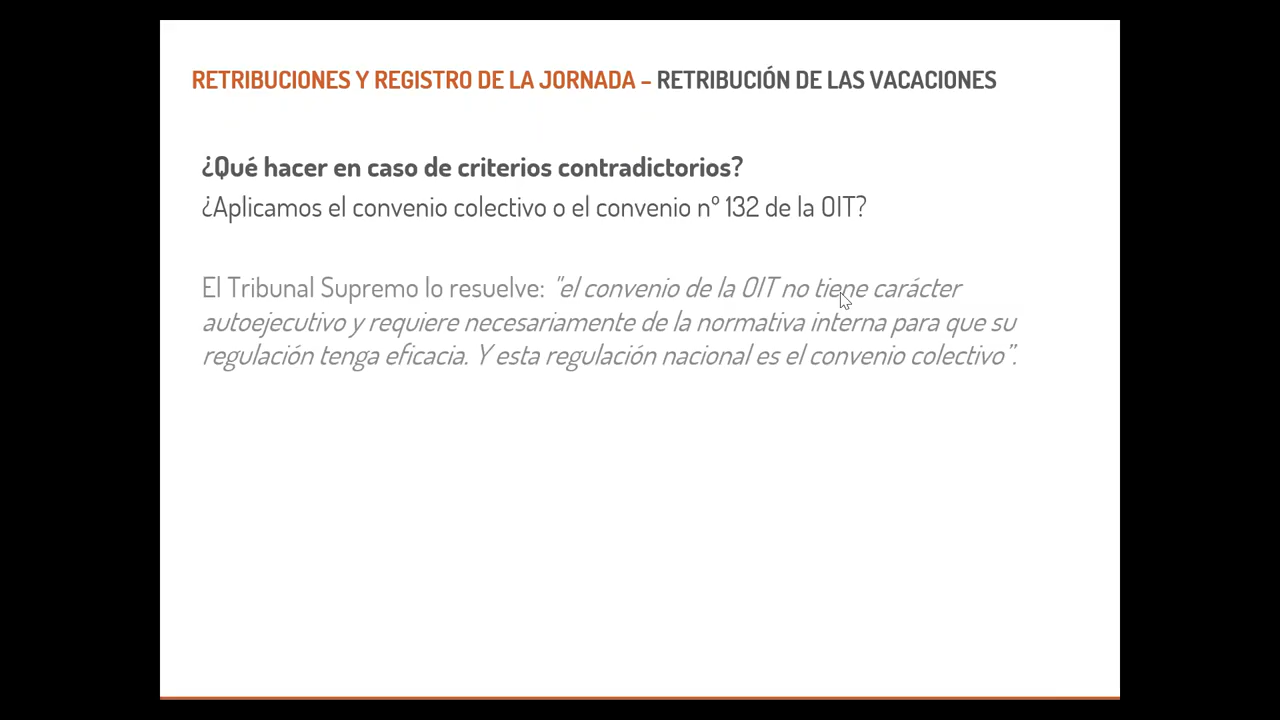 RETRIBUCIONES Y REGISTRO DE LA JORNADA – RETRIBUCIÓN DE LAS VACACIONES
¿Qué hacer en caso de criterios contradictorios?
¿Aplicamos el convenio colectivo o el convenio nº 132 de la OIT?
El Tribunal Supremo lo resuelve: "el convenio de la OIT no tiene carácter
autoejecutivo y requiere necesariamente de la normativa interna para que su
regulación tenga eficacia. Y esta regulación nacional es el convenio colectivo”.